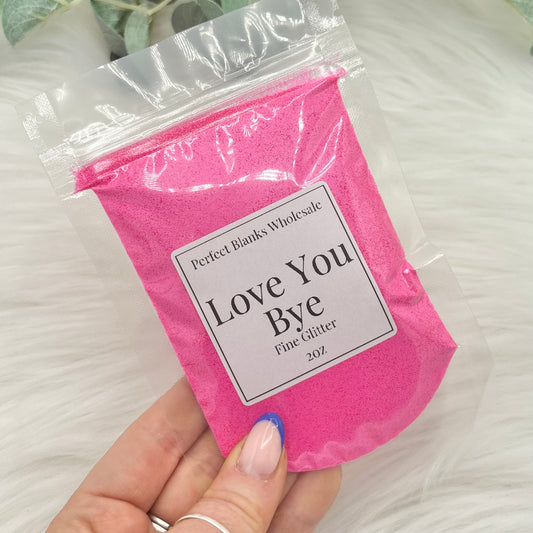 Perfect Blanks Wholesale
Love You
Bye
Fine Glitter
2oz